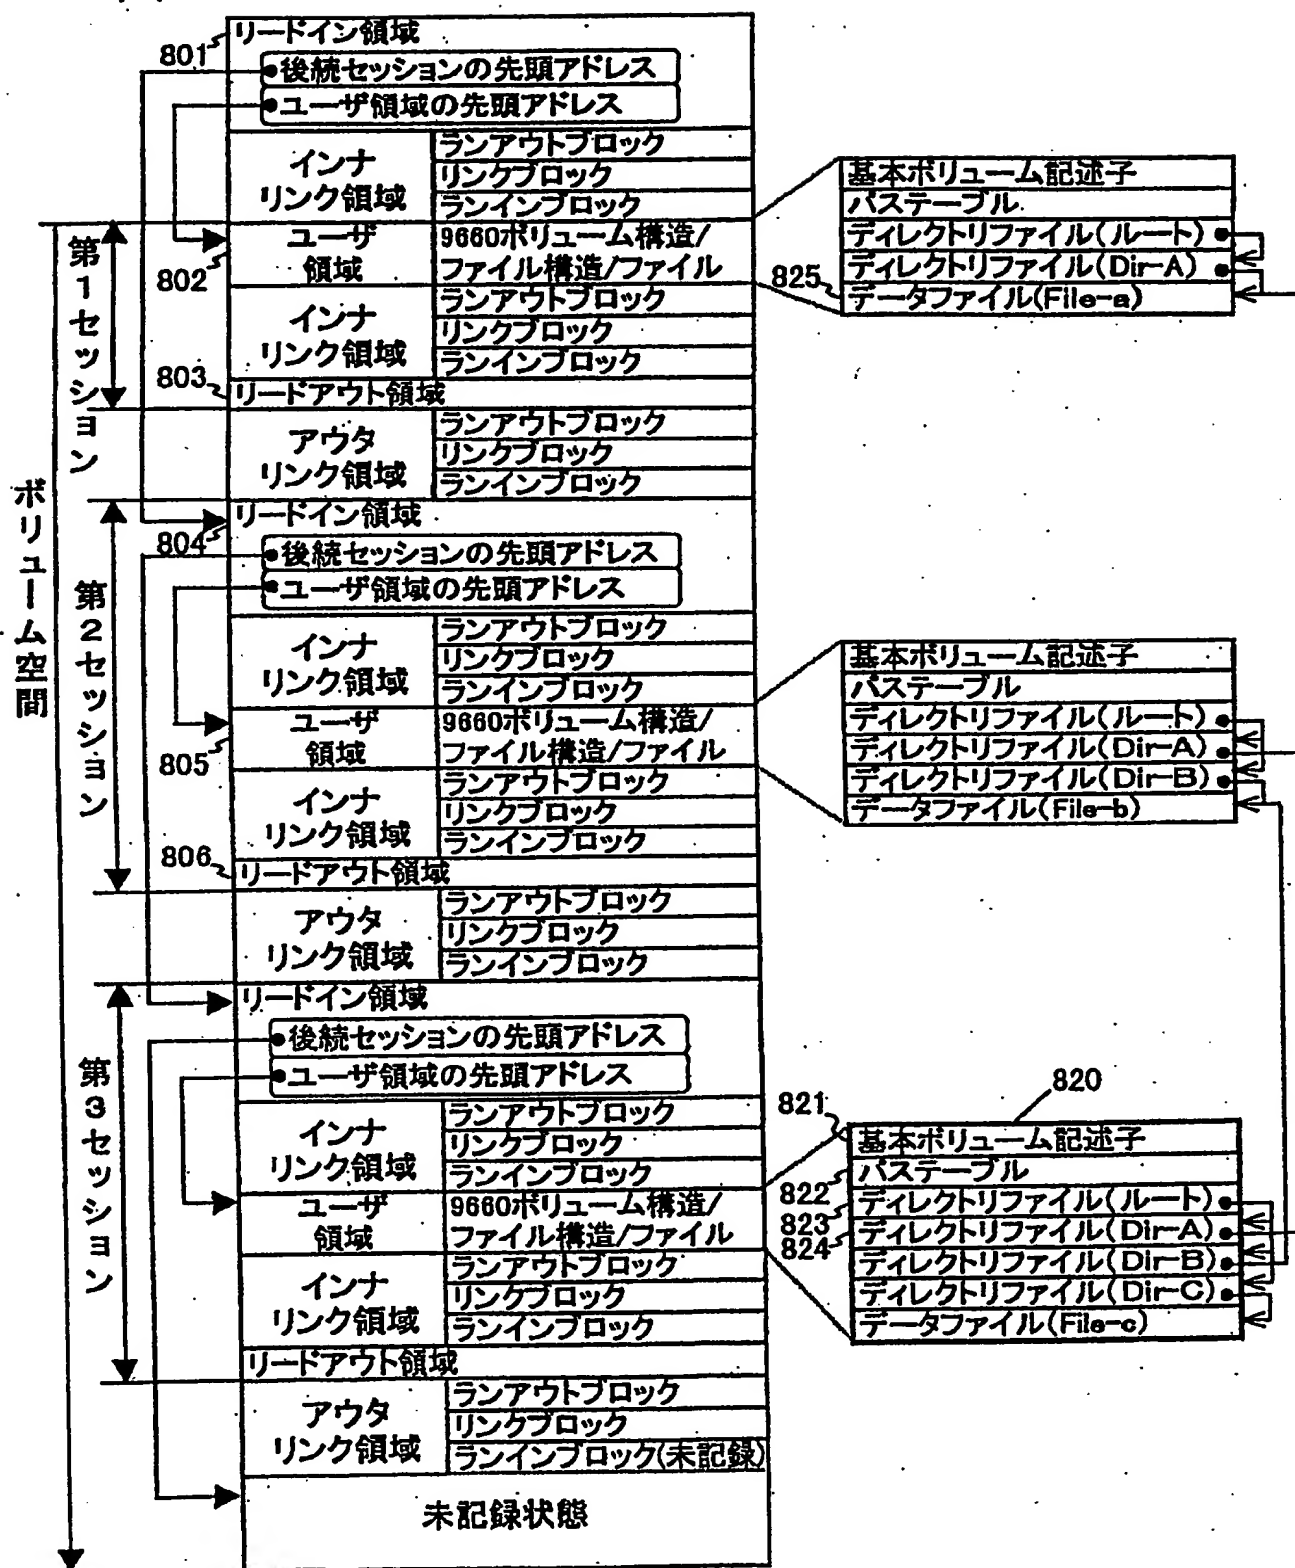 801
リードイン領域
後続セッションの先頭アドレス
ユーザ領域の先頭アドレス
インナ
リンク領域
ランアウトブロック
リンクブロック
ランインブロック
ボリューム空間
第1セッション
802
ユーザ
領域
9660ボリューム構造/
ファイル構造/ファイル
インナ
リンク領域
ランアウトブロック
リンクブロック
ランインブロック
803
リードアウト領域
アウタ
リンク領域
ランアウトブロック
リンクブロック
ランインブロック
基本ボリューム記述子
パステーブル
ディレクトリファイル(ルート)
ディレクトリファイル(Dir-A)
825
データファイル(File-a)
第2セッション
リードイン領域
804
後続セッションの先頭アドレス
ユーザ領域の先頭アドレス
インナ
リンク領域
ランアウトブロック
リンクブロック
ランインブロック
805
ユーザ
領域
9660ボリューム構造/
ファイル構造/ファイル
インナ
リンク領域
ランアウトブロック
リンクブロック
ランインブロック
806
リードアウト領域
アウタ
リンク領域
ランアウトブロック
リンクブロック
ランインブロック
基本ボリューム記述子
パステーブル
ディレクトリファイル(ルート)
ディレクトリファイル(Dir-A)
ディレクトリファイル(Dir-B)
データファイル(File-b)
第3セッション
リードイン領域
後続セッションの先頭アドレス
ユーザ領域の先頭アドレス
インナ
リンク領域
ランアウトブロック
リンクブロック
ランインブロック
ユーザ
領域
9660ボリューム構造/
ファイル構造/ファイル
インナ
リンク領域
ランアウトブロック
リンクブロック
ランインブロック
リードアウト領域
アウタ
リンク領域
ランアウトブロック
リンクブロック
ランインブロック(未記録)
未記録状態
820
821
基本ボリューム記述子
822
パステーブル
823
ディレクトリファイル(ルート)
824
ディレクトリファイル(Dir-A)
ディレクトリファイル(Dir-B)
ディレクトリファイル(Dir-C)
データファイル(File-c)